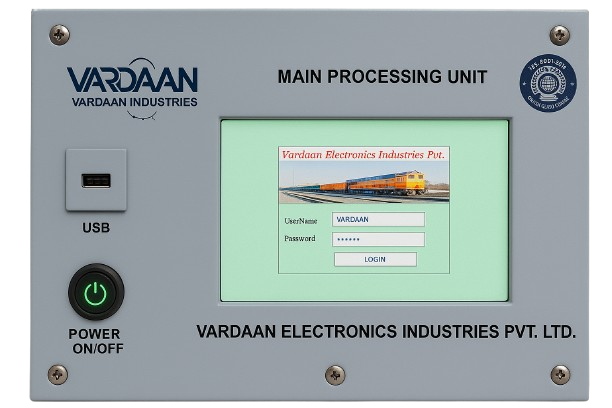 VARDAAN
VARDAAN INDUSTRIES
MAIN PROCESSING UNIT
USB
Vardaan Electronics Industries Pvt.
UserName VARDAAN
Password ******
LOGIN
POWER
ON/OFF
VARDAAN ELECTRONICS INDUSTRIES PVT. LTD.